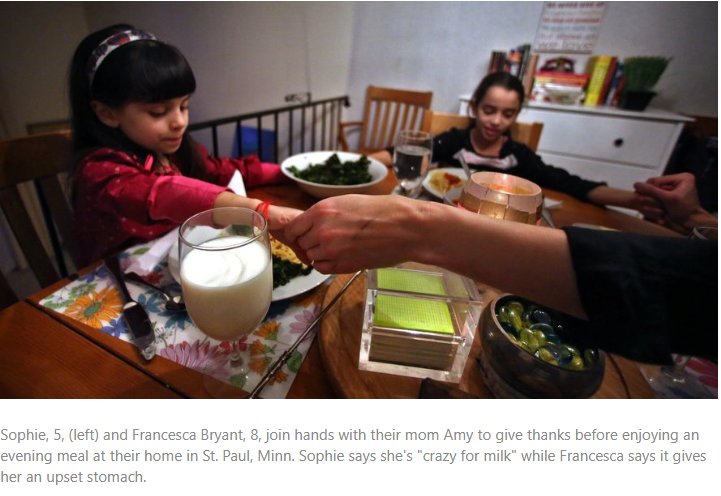 Sophie, 5, (left) and Francesca Bryant, 8, join hands with their mom Amy to give thanks before enjoying an
evening meal at their home in St. Paul, Minn. Sophie says she's "crazy for milk" while Francesca says it gives
her an upset stomach.